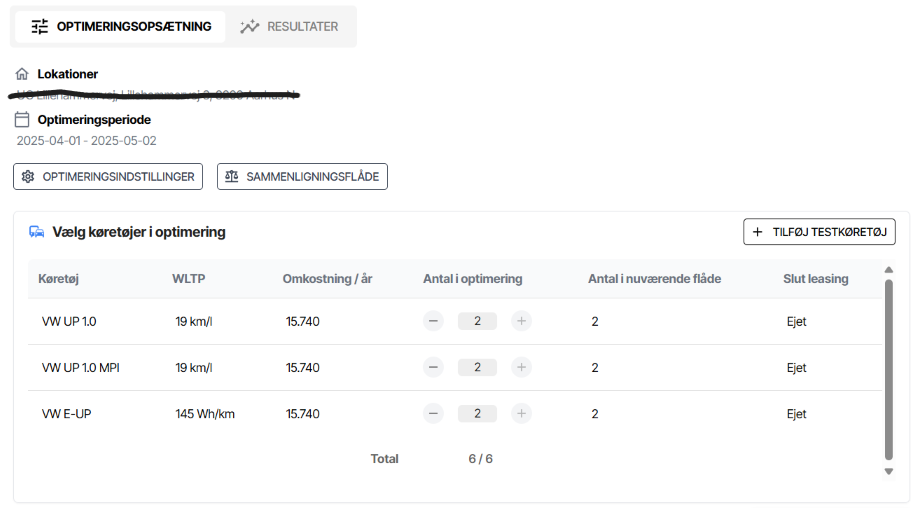 OPTIMERINGSOPSÆTNING RESULTATER
Lokationer
Optimeringsperiode
2025-04-01 - 2025-05-02
OPTIMERINGSINDSTILLINGER SAMMENLIGNINGSFLÅDE
Vælg køretøjer i optimering + TILFØJ TESTKØRETØJ
Køretøj WLTP Omkostning / år Antal i optimering Antal i nuværende flåde Slut leasing
VW UP 1.0 19 km/l 15.740 − 2 + 2 Ejet
VW UP 1.0 MPI 19 km/l 15.740 − 2 + 2 Ejet
VW E-UP 145 Wh/km 15.740 − 2 + 2 Ejet
Total 6 / 6